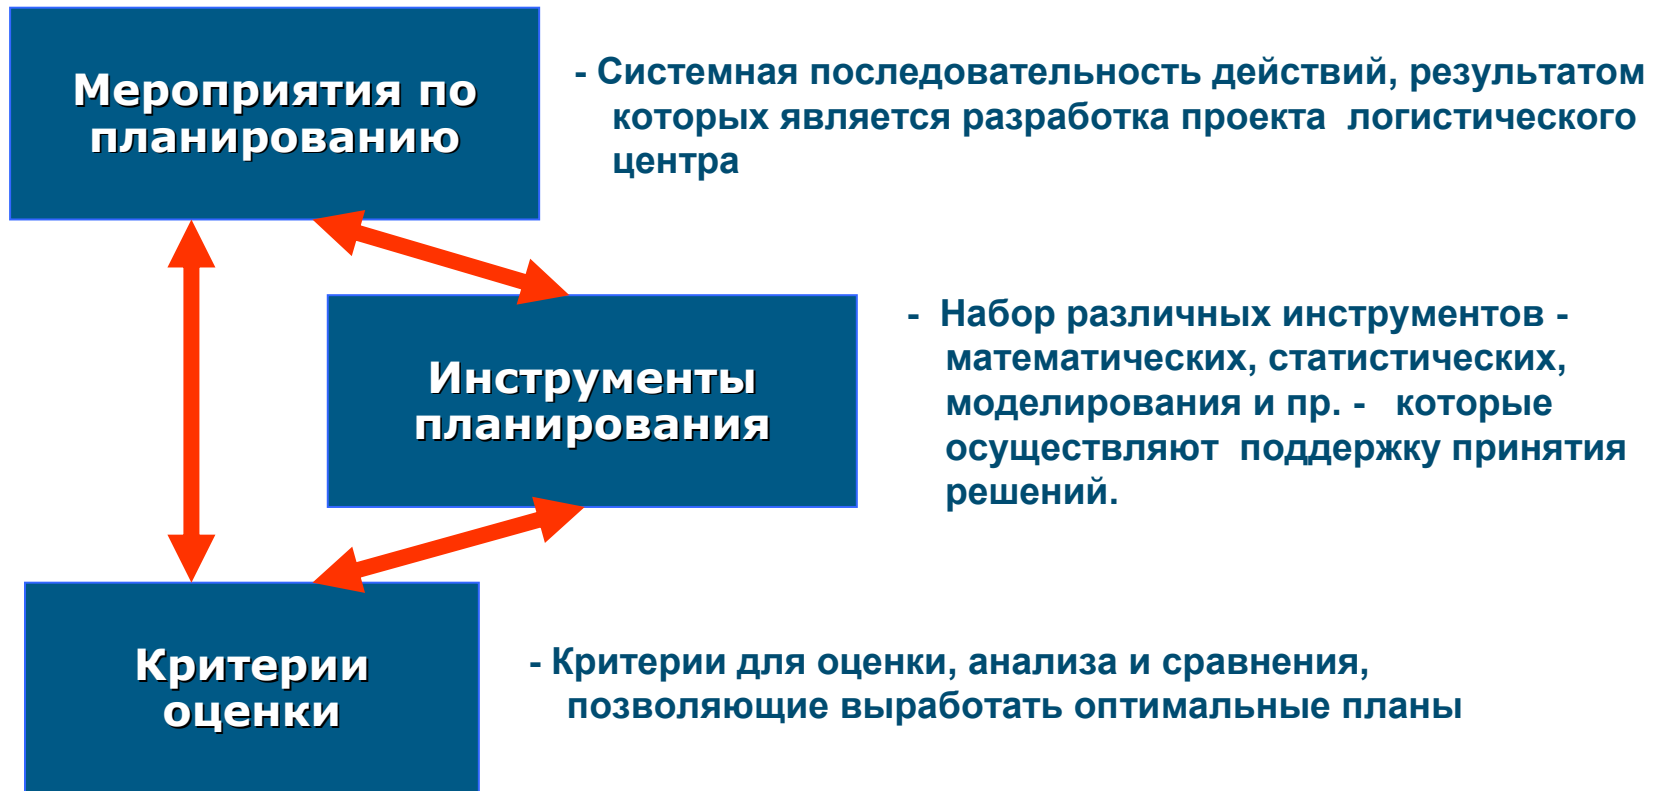 Мероприятия по
планированию
- Системная последовательность действий, результатом
которых является разработка проекта логистического
центра
Инструменты
планирования
- Набор различных инструментов -
математических, статистических,
моделирования и пр. - которые
осуществляют поддержку принятия
решений.
Критерии
оценки
- Критерии для оценки, анализа и сравнения,
позволяющие выработать оптимальные планы